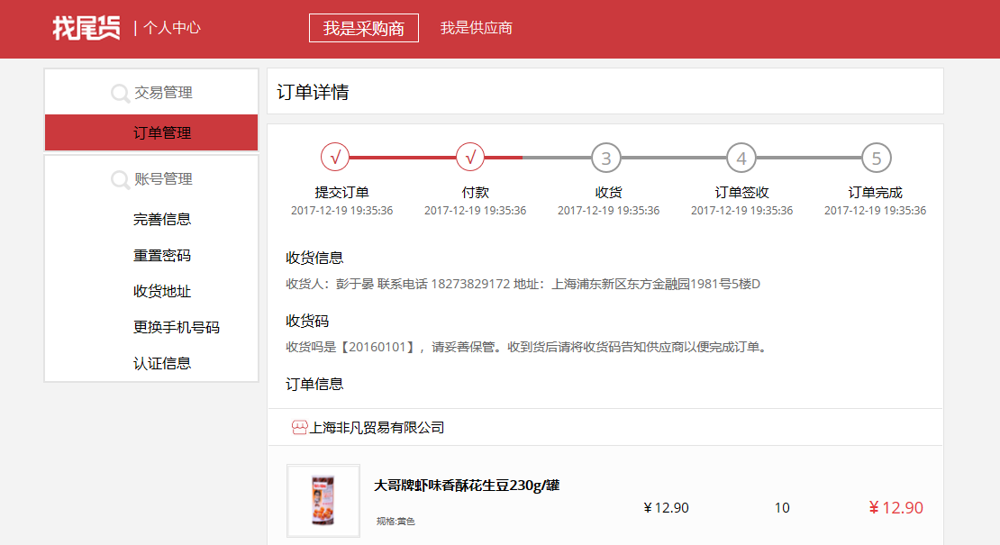 找尾货 | 个人中心 我是采购商 我是供应商
交易管理
订单管理
账号管理
完善信息
重置密码
收货地址
更换手机号码
认证信息
订单详情
√ √ 3 4 5
提交订单 付款 收货 订单签收 订单完成
2017-12-19 19:35:36 2017-12-19 19:35:36 2017-12-19 19:35:36 2017-12-19 19:35:36 2017-12-19 19:35:36
收货信息
收货人：彭于晏 联系电话 18273829172 地址：上海浦东新区东方金融园1981号5楼D
收货码
收货吗是【20160101】，请妥善保管。收到货后请将收货码告知供应商以便完成订单。
订单信息
上海非凡贸易有限公司
大哥牌虾味香酥花生豆230g/罐
¥ 12.90 10 ¥ 12.90
规格:黄色